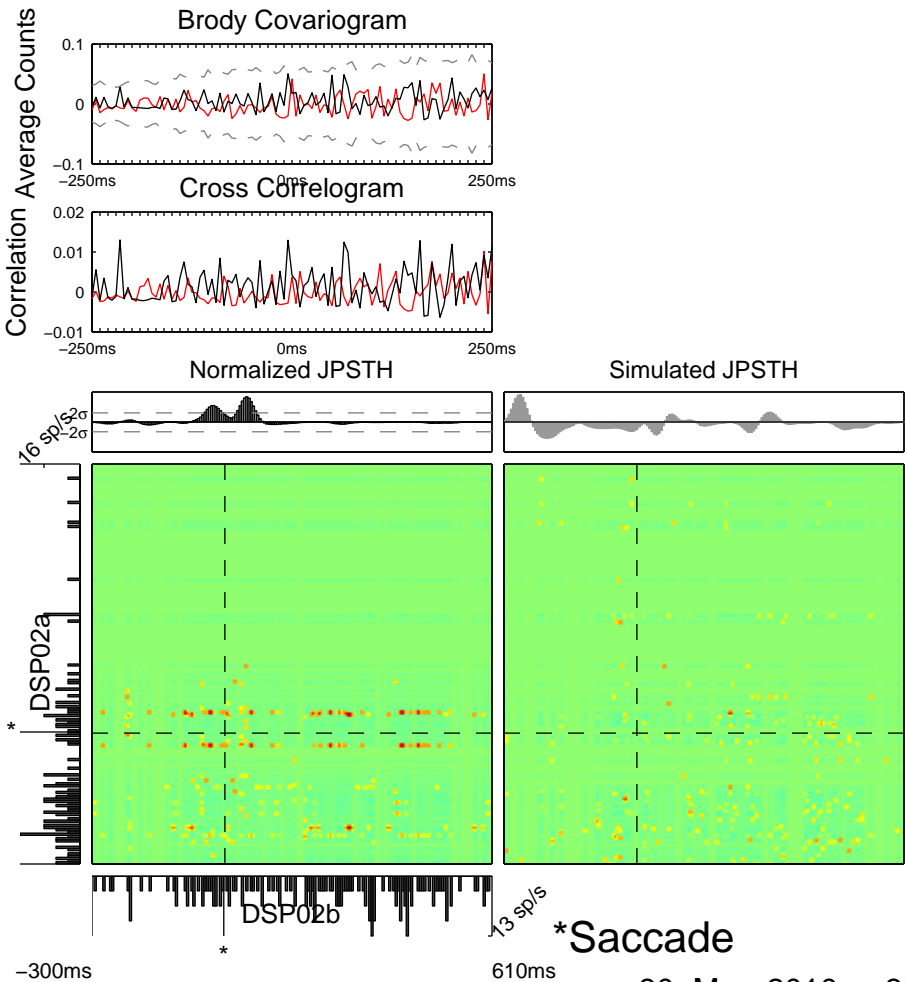 Brody Covariogram
Average Counts
0.1
0
−0.1
−250ms
0ms
250ms
Cross Correlogram
Correlation
0.02
0.01
0
−0.01
−250ms
0ms
250ms
Normalized JPSTH
Simulated JPSTH
16 sp/s
2σ
−2σ
DSP02a
*
DSP02b
13 sp/s
*
*Saccade
−300ms
610ms